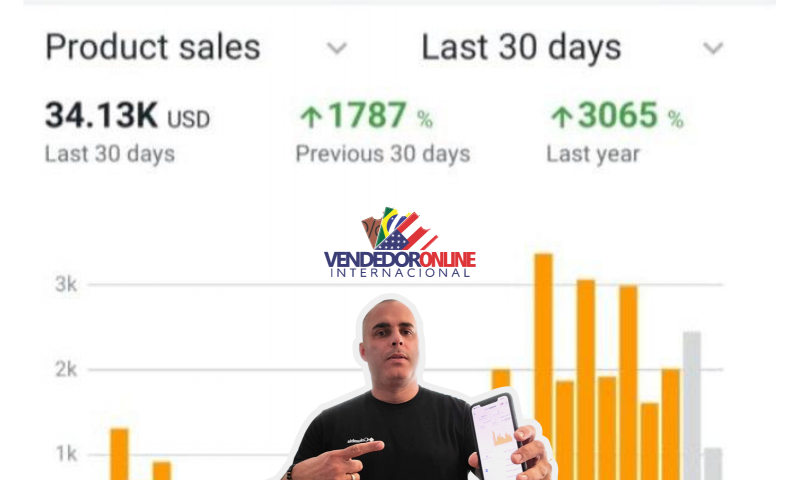 Product sales
Last 30 days
34.13K USD
↑1787 %
↑3065 %
Last 30 days
Previous 30 days
Last year
VENDEDORONLINE
INTERNACIONAL
3k
2k
1k